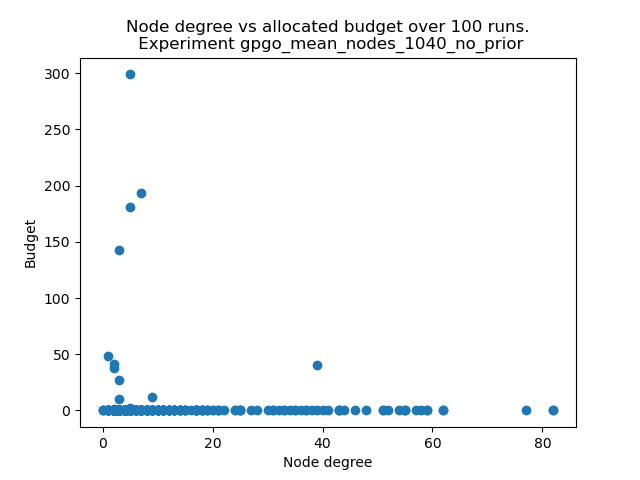 Node degree vs allocated budget over 100 runs.
Experiment gpgo_mean_nodes_1040_no_prior
300
250
200
150
100
50
0
Budget
0 20 40 60 80
Node degree